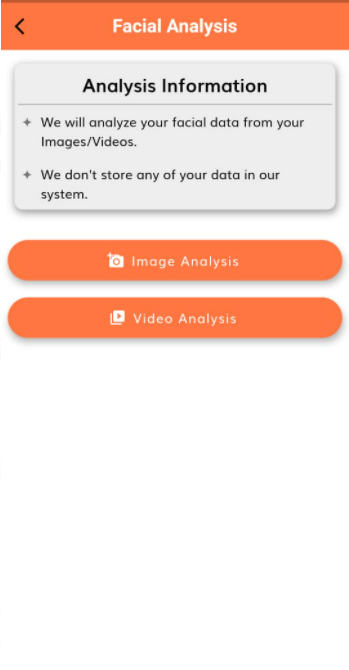 Facial Analysis
Analysis Information
We will analyze your facial data from your
Images/Videos.
We don't store any of your data in our
system.
Image Analysis
Video Analysis